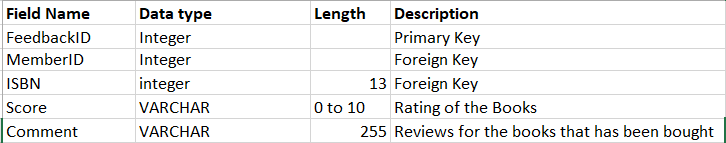 Field Name Data type Length Description
FeedbackID Integer Primary Key
MemberID Integer Foreign Key
ISBN integer 13 Foreign Key
Score VARCHAR 0 to 10 Rating of the Books
Comment VARCHAR 255 Reviews for the books that has been bought